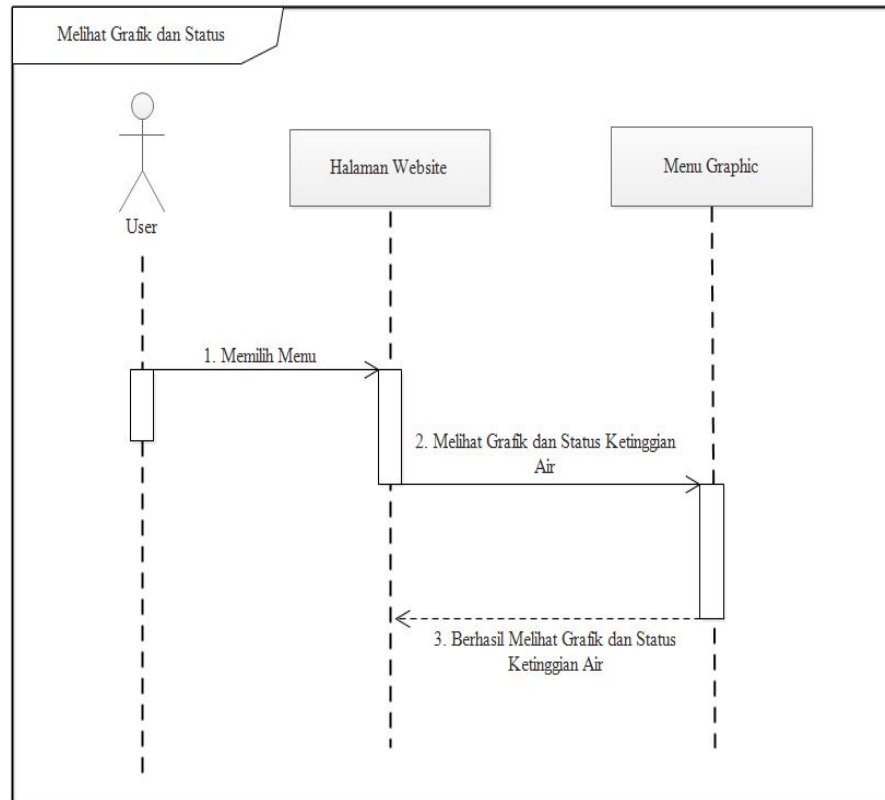 Melihat Grafik dan Status
Halaman Website
Menu Graphic
User
1. Memilih Menu
2. Melihat Grafik dan Status Ketinggian
Air
3. Berhasil Melihat Grafik dan Status
Ketinggian Air